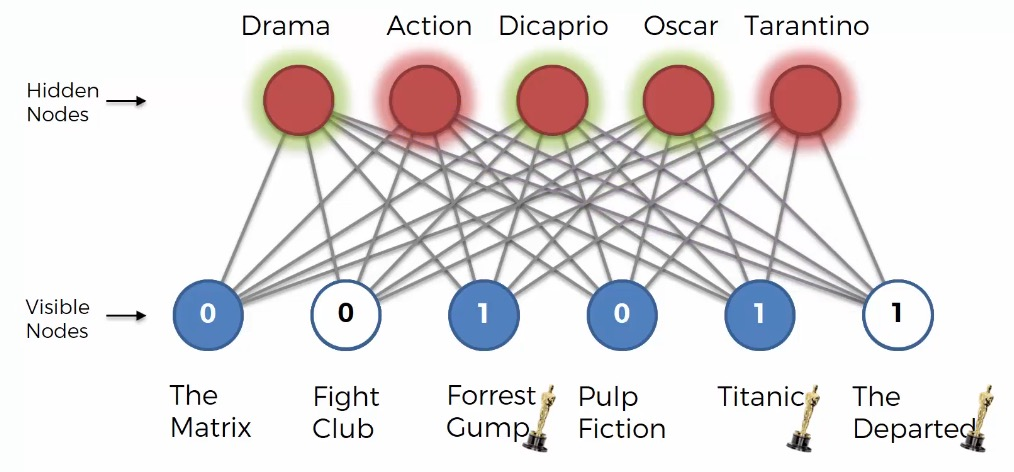 Drama Action Dicaprio Oscar Tarantino
Hidden
Nodes
0 0 1 0 1 1
Visible
Nodes
The Matrix
Fight Club
Forrest Gump
Pulp Fiction
Titanic
The Departed